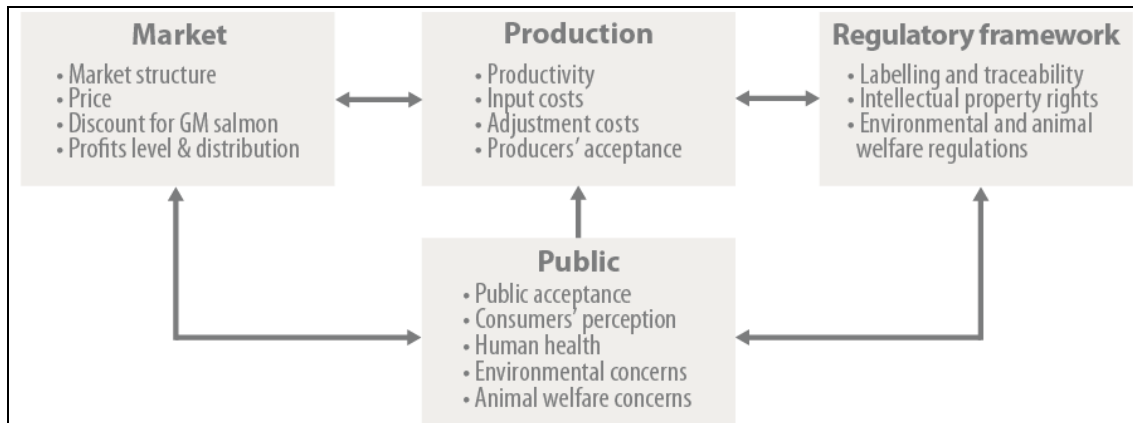 Market
• Market structure
• Price
• Discount for GM salmon
• Profits level & distribution
Production
• Productivity
• Input costs
• Adjustment costs
• Producers’ acceptance
Regulatory framework
• Labelling and traceability
• Intellectual property rights
• Environmental and animal
welfare regulations
Public
• Public acceptance
• Consumers’ perception
• Human health
• Environmental concerns
• Animal welfare concerns